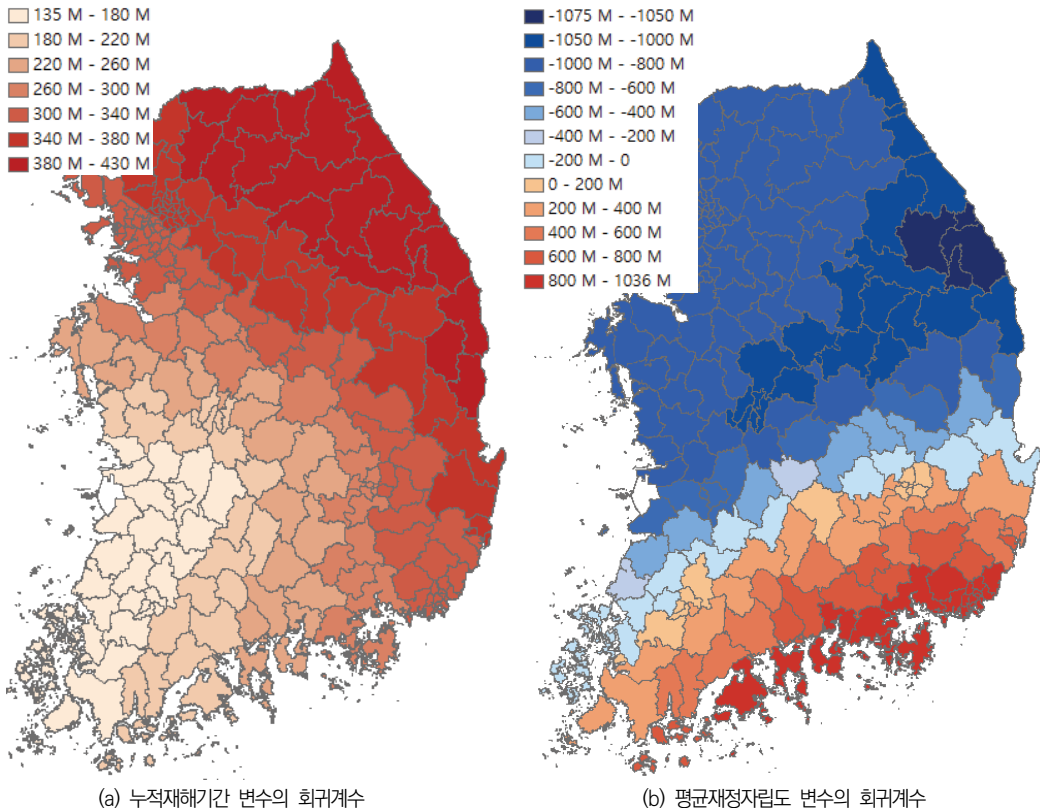 135 M - 180 M
180 M - 220 M
220 M - 260 M
260 M - 300 M
300 M - 340 M
340 M - 380 M
380 M - 430 M
-1075 M - -1050 M
-1050 M - -1000 M
-1000 M - -800 M
-800 M - -600 M
-600 M - -400 M
-400 M - -200 M
-200 M - 0
0 - 200 M
200 M - 400 M
400 M - 600 M
600 M - 800 M
800 M - 1036 M
(a) 누적재해기간 변수의 회귀계수
(b) 평균재정자립도 변수의 회귀계수